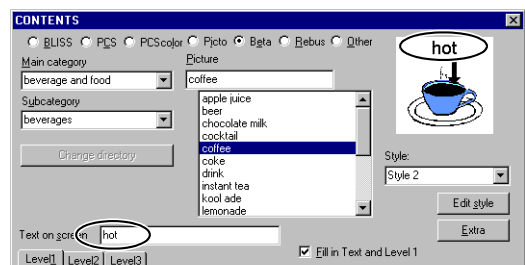 CONTENTS
BLISS PCS PCScolor Picto Beta Rebus Other
Main category
beverage and food
Subcategory
beverages
Change directory
Picture
coffee
apple juice
beer
chocolate milk
cocktail
coffee
coke
drink
instant tea
kool ade
lemonade
hot
Style:
Style 2
Edit style
Extra
Text on screen hot
Fill in Text and Level 1
Level1 Level2 Level3